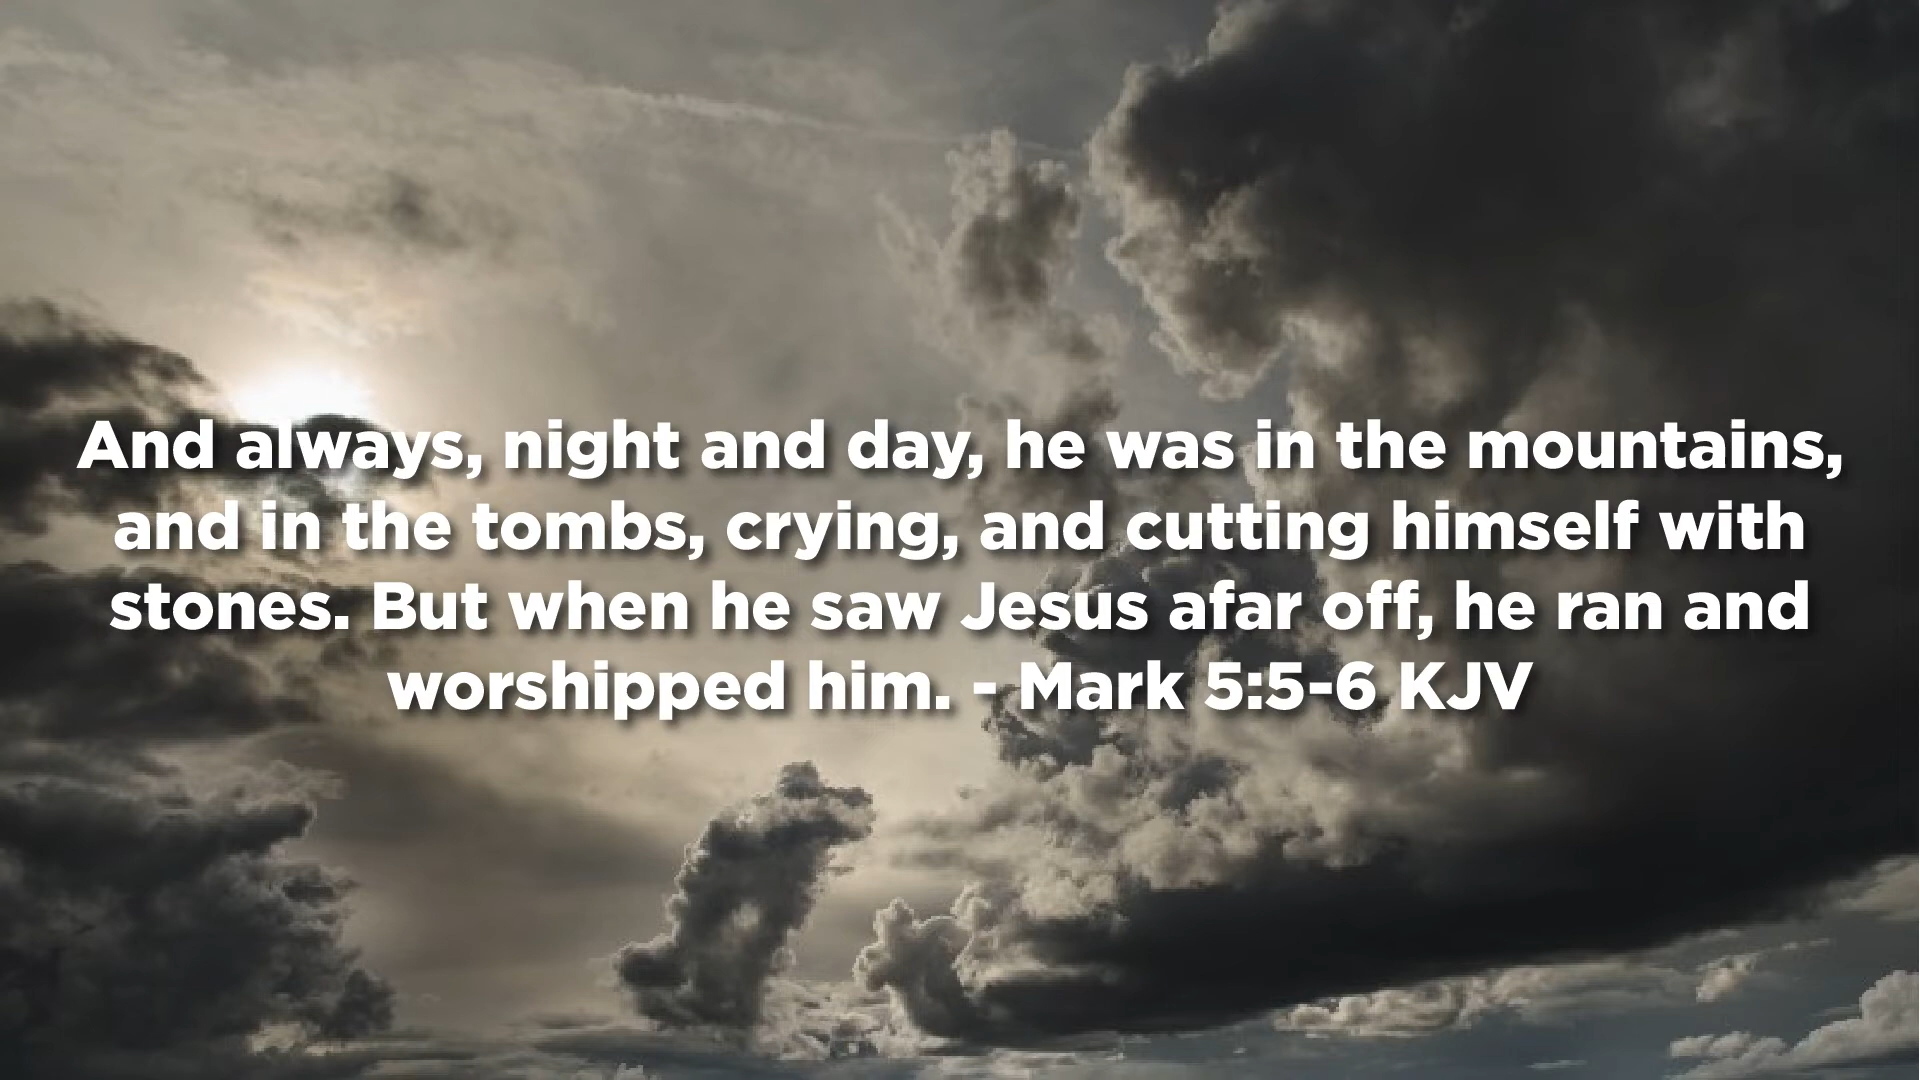 And always, night and day, he was in the mountains,
and in the tombs, crying, and cutting himself with
stones. But when he saw Jesus afar off, he ran and
worshipped him. - Mark 5:5-6 KJV